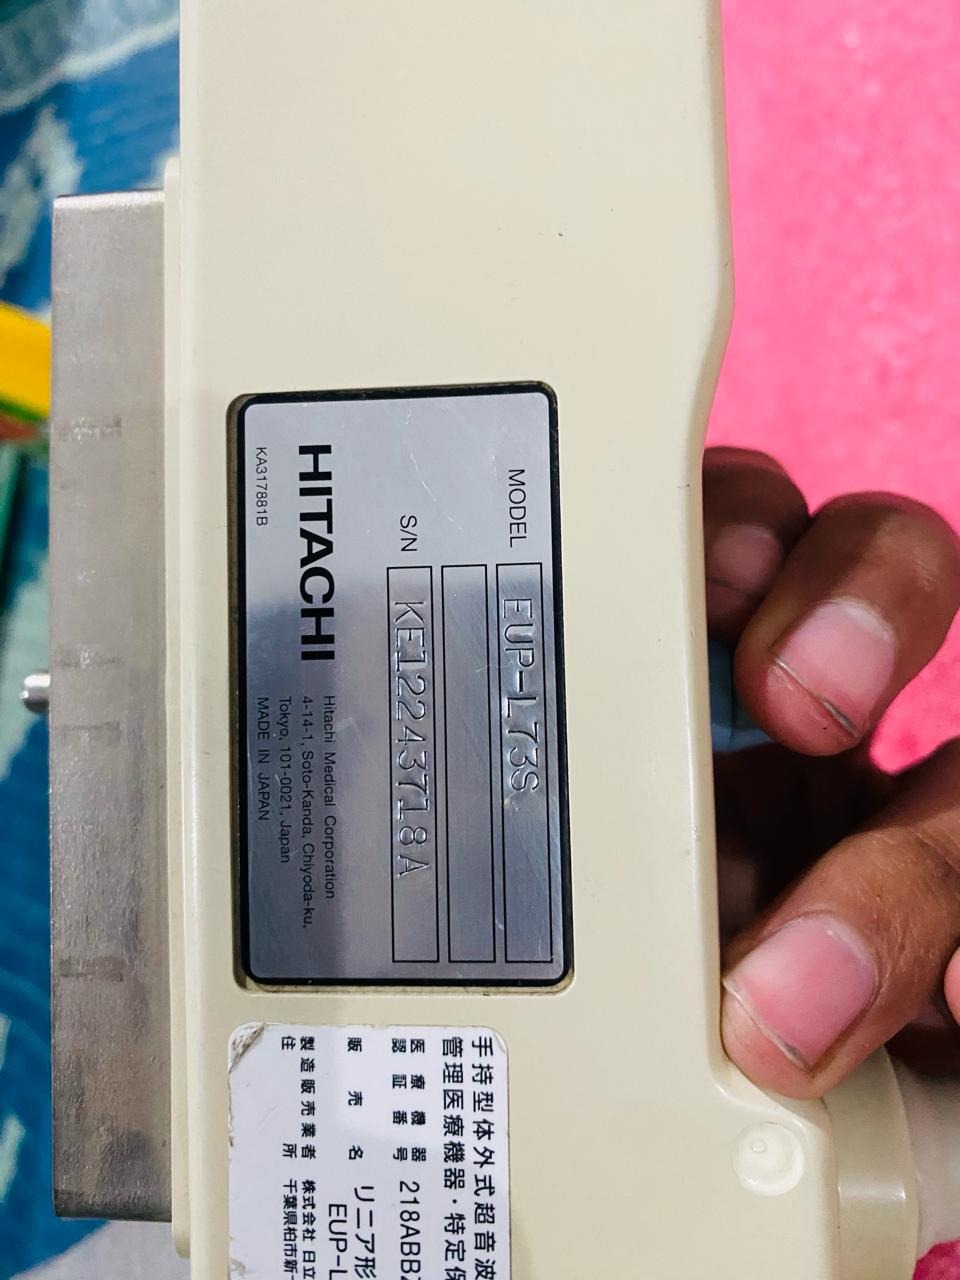 MODEL EUP-L73S
S/N KE12243718A
HITACHI
Hitachi Medical Corporation
4-14-1, Soto-Kanda, Chiyoda-ku,
Tokyo, 101-0021, Japan
KA317881B
MADE IN JAPAN
手持型体外式超音波
管理医療機器・特定保
医療機器
認証番号 218ABBZ
販売名 リニア形
EUP-L
製造販売業者 株式会社 日立
住所 千葉県柏市新